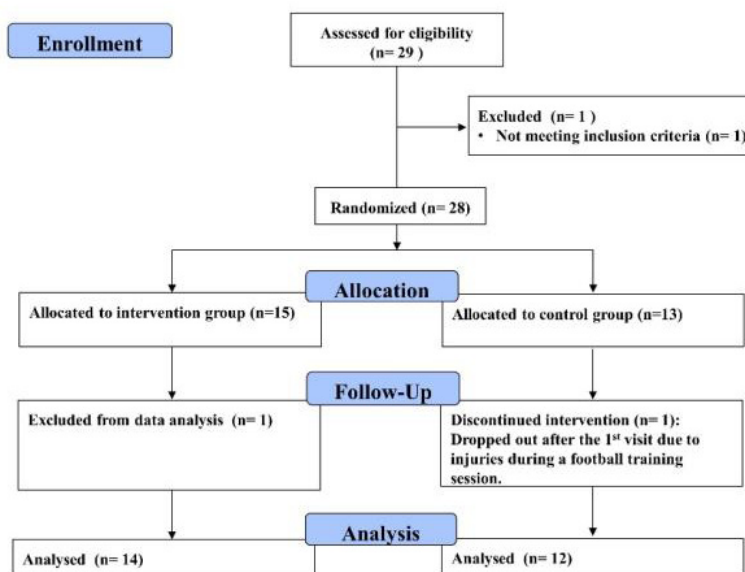 Enrollment
Assessed for eligibility
(n= 29 )
Excluded (n= 1 )
• Not meeting inclusion criteria (n= 1)
Randomized (n= 28)
Allocation
Allocated to intervention group (n=15)
Allocated to control group (n=13)
Follow-Up
Excluded from data analysis (n= 1)
Discontinued intervention (n= 1):
Dropped out after the 1st visit due to
injuries during a football training
session.
Analysis
Analysed (n= 14)
Analysed (n= 12)